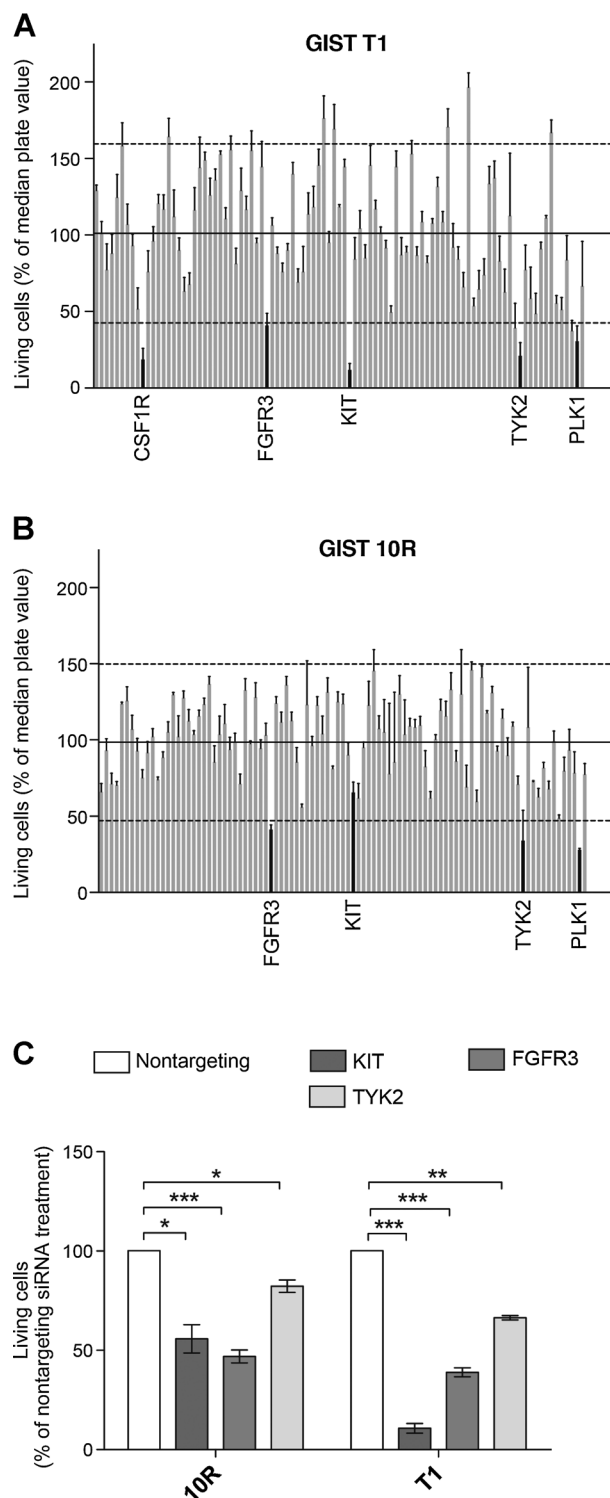 A
GIST T1
Living cells (% of median plate value)
200
150
100
50
0
CSF1R
FGFR3
KIT
TYK2
PLK1
B
GIST 10R
Living cells (% of median plate value)
200
150
100
50
0
FGFR3
KIT
TYK2
PLK1
C
Nontargeting
KIT
FGFR3
TYK2
Living cells
(% of nontargeting siRNA treatment)
150
100
50
0
*
***
*
**
***
***
10R
T1